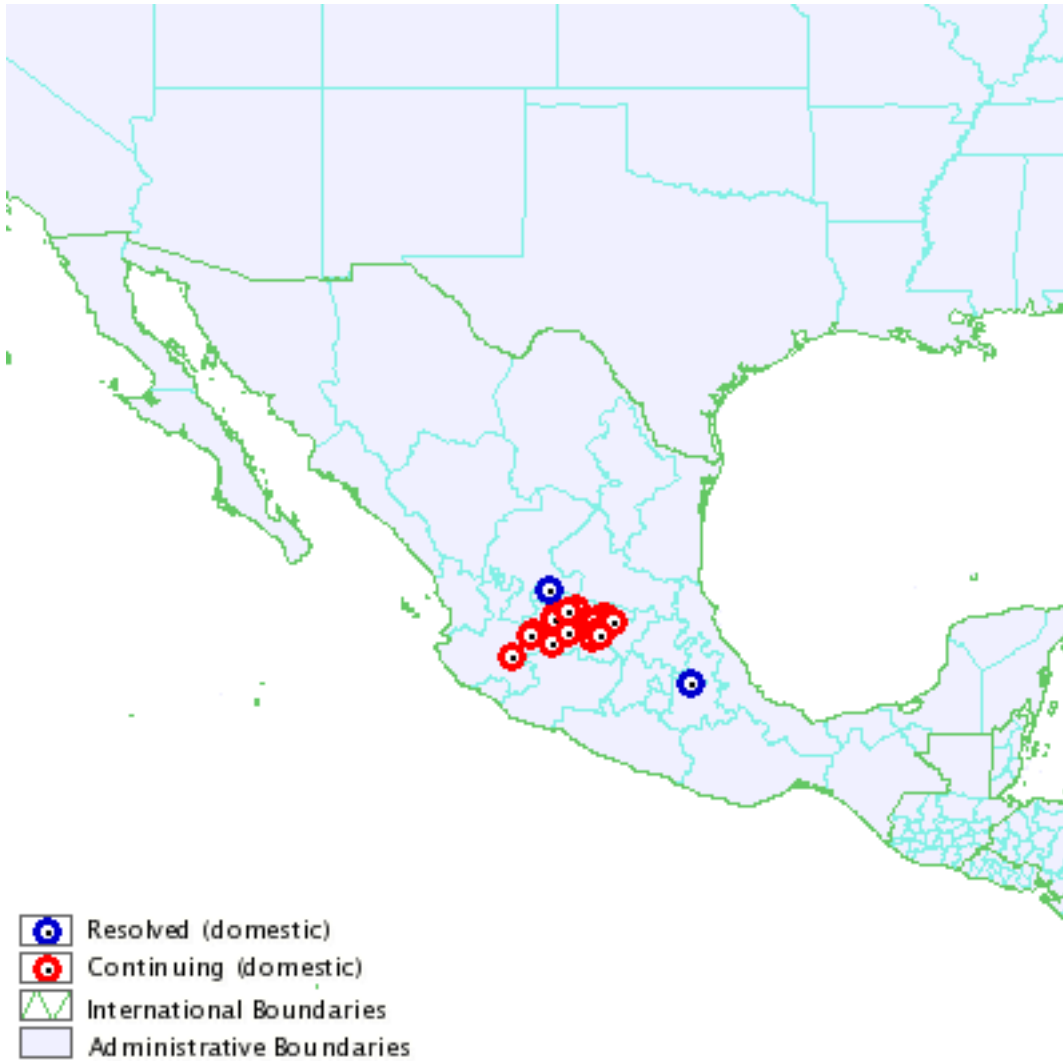 Resolved (domestic)
Continuing (domestic)
International Boundaries
Administrative Boundaries